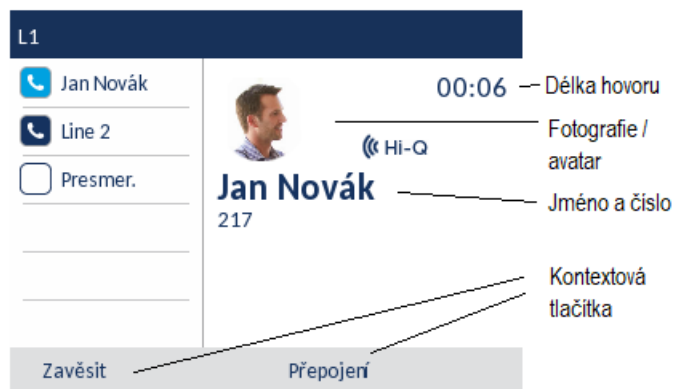 L1
Jan Novák
Line 2
Presmer.
00:06
Hi-Q
Jan Novák
217
Zavěsit
Přepojení
Délka hovoru
Fotografie /
avatar
Jméno a číslo
Kontextová
tlačítka